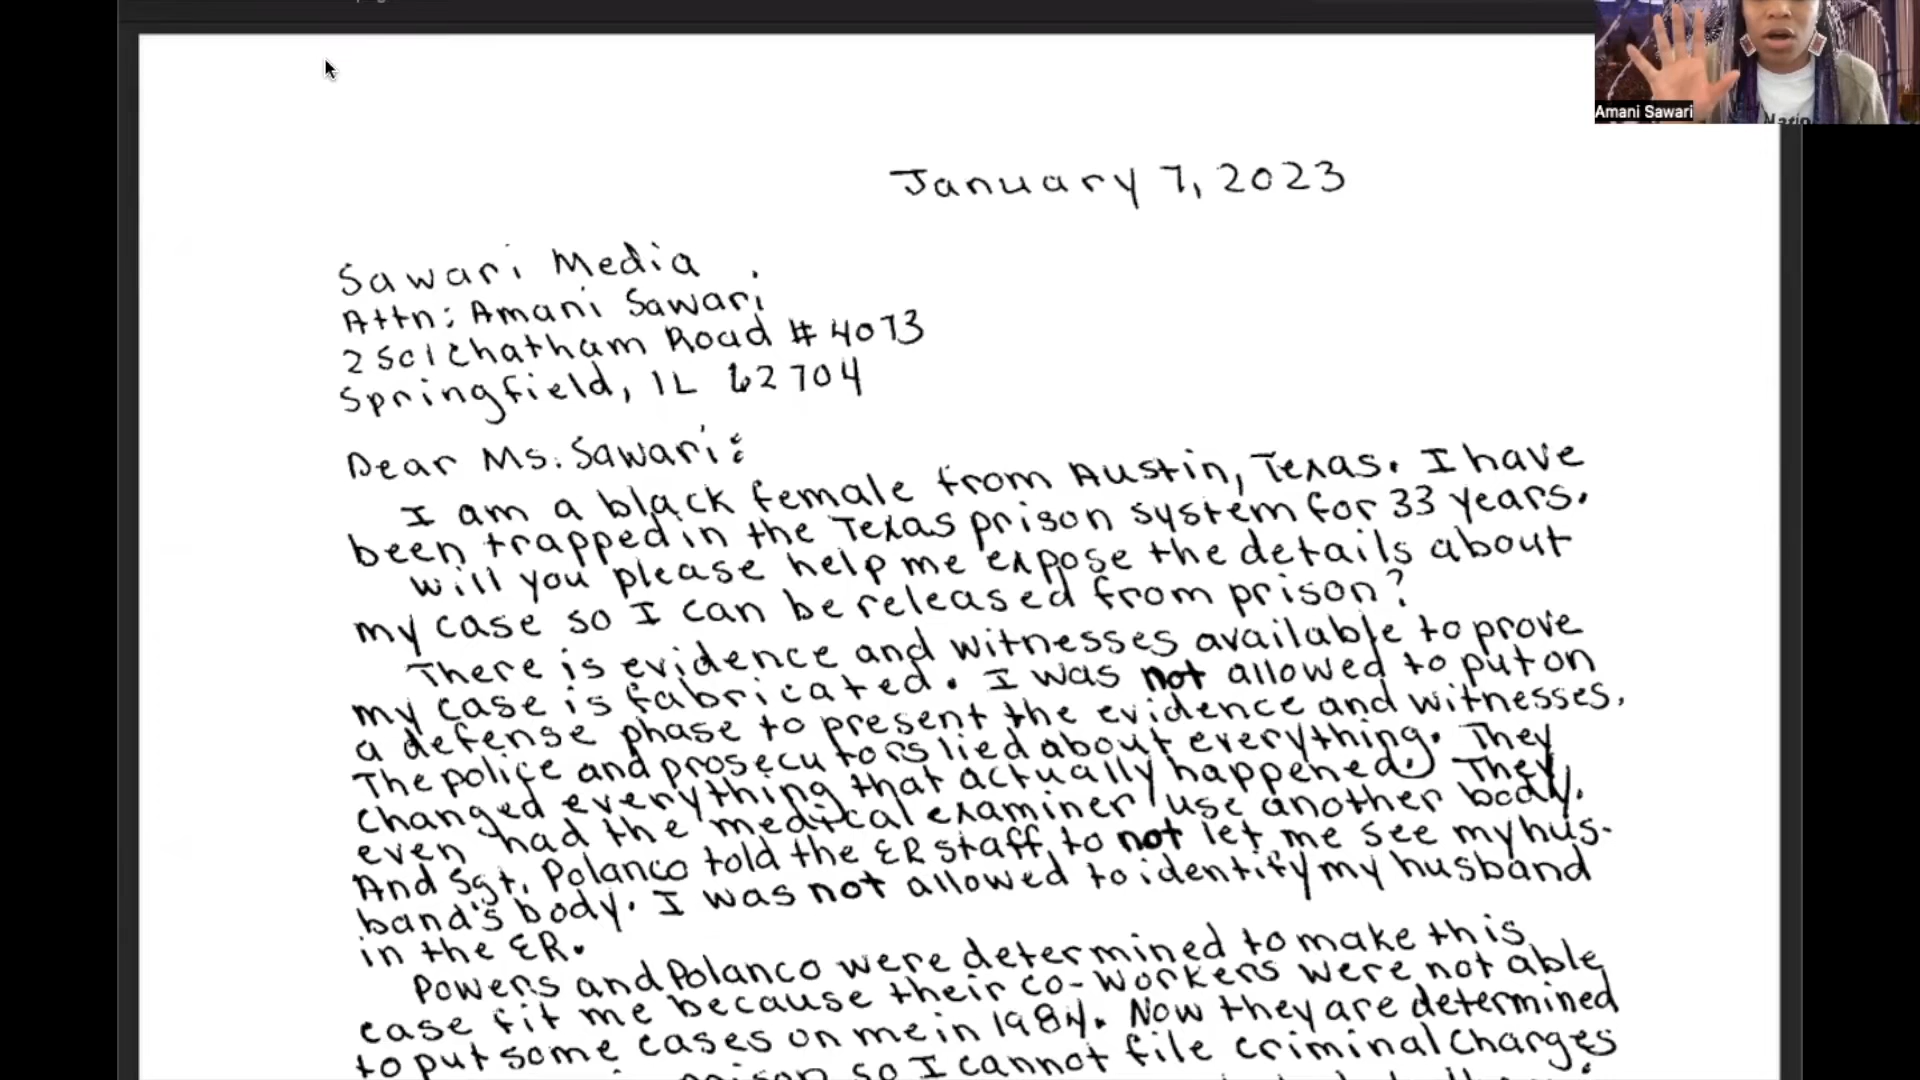 Amani Sawari
Natio
January 7, 2023
Sawari Media
Attn: Amani Sawari
2501 Chatham Road # 4073
Springfield, IL 62704
Dear Ms. Sawari:
I am a black female from Austin, Texas. I have
been trapped in the Texas prison system for 33 years.
Will you please help me expose the details about
my case so I can be released from prison?
There is evidence and witnesses available to prove
my case is fabricated. I was not allowed to put on
a defense phase to present the evidence and witnesses.
The police and prosecutors lied about everything. They
changed everything that actually happened. They
even had the medical examiner use another body.
And Sgt. Polanco told the ER staff to not let me see my hus-
band's body. I was not allowed to identify my husband
in the ER.
Powers and Polanco were determined to make this
case fit me because their co-workers were not able
to put some cases on me in 1984. Now they are determined
prison so I cannot file criminal charges